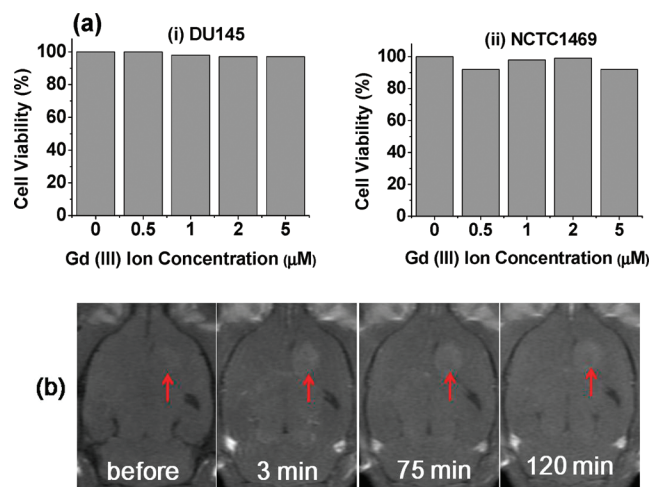 (a)
(i) DU145
Cell Viability (%)
100
80
60
40
20
0
0 0.5 1 2 5
Gd (III) Ion Concentration (μM)
(ii) NCTC1469
Cell Viability (%)
100
80
60
40
20
0
0 0.5 1 2 5
Gd (III) Ion Concentration (μM)
(b)
before 3 min 75 min 120 min